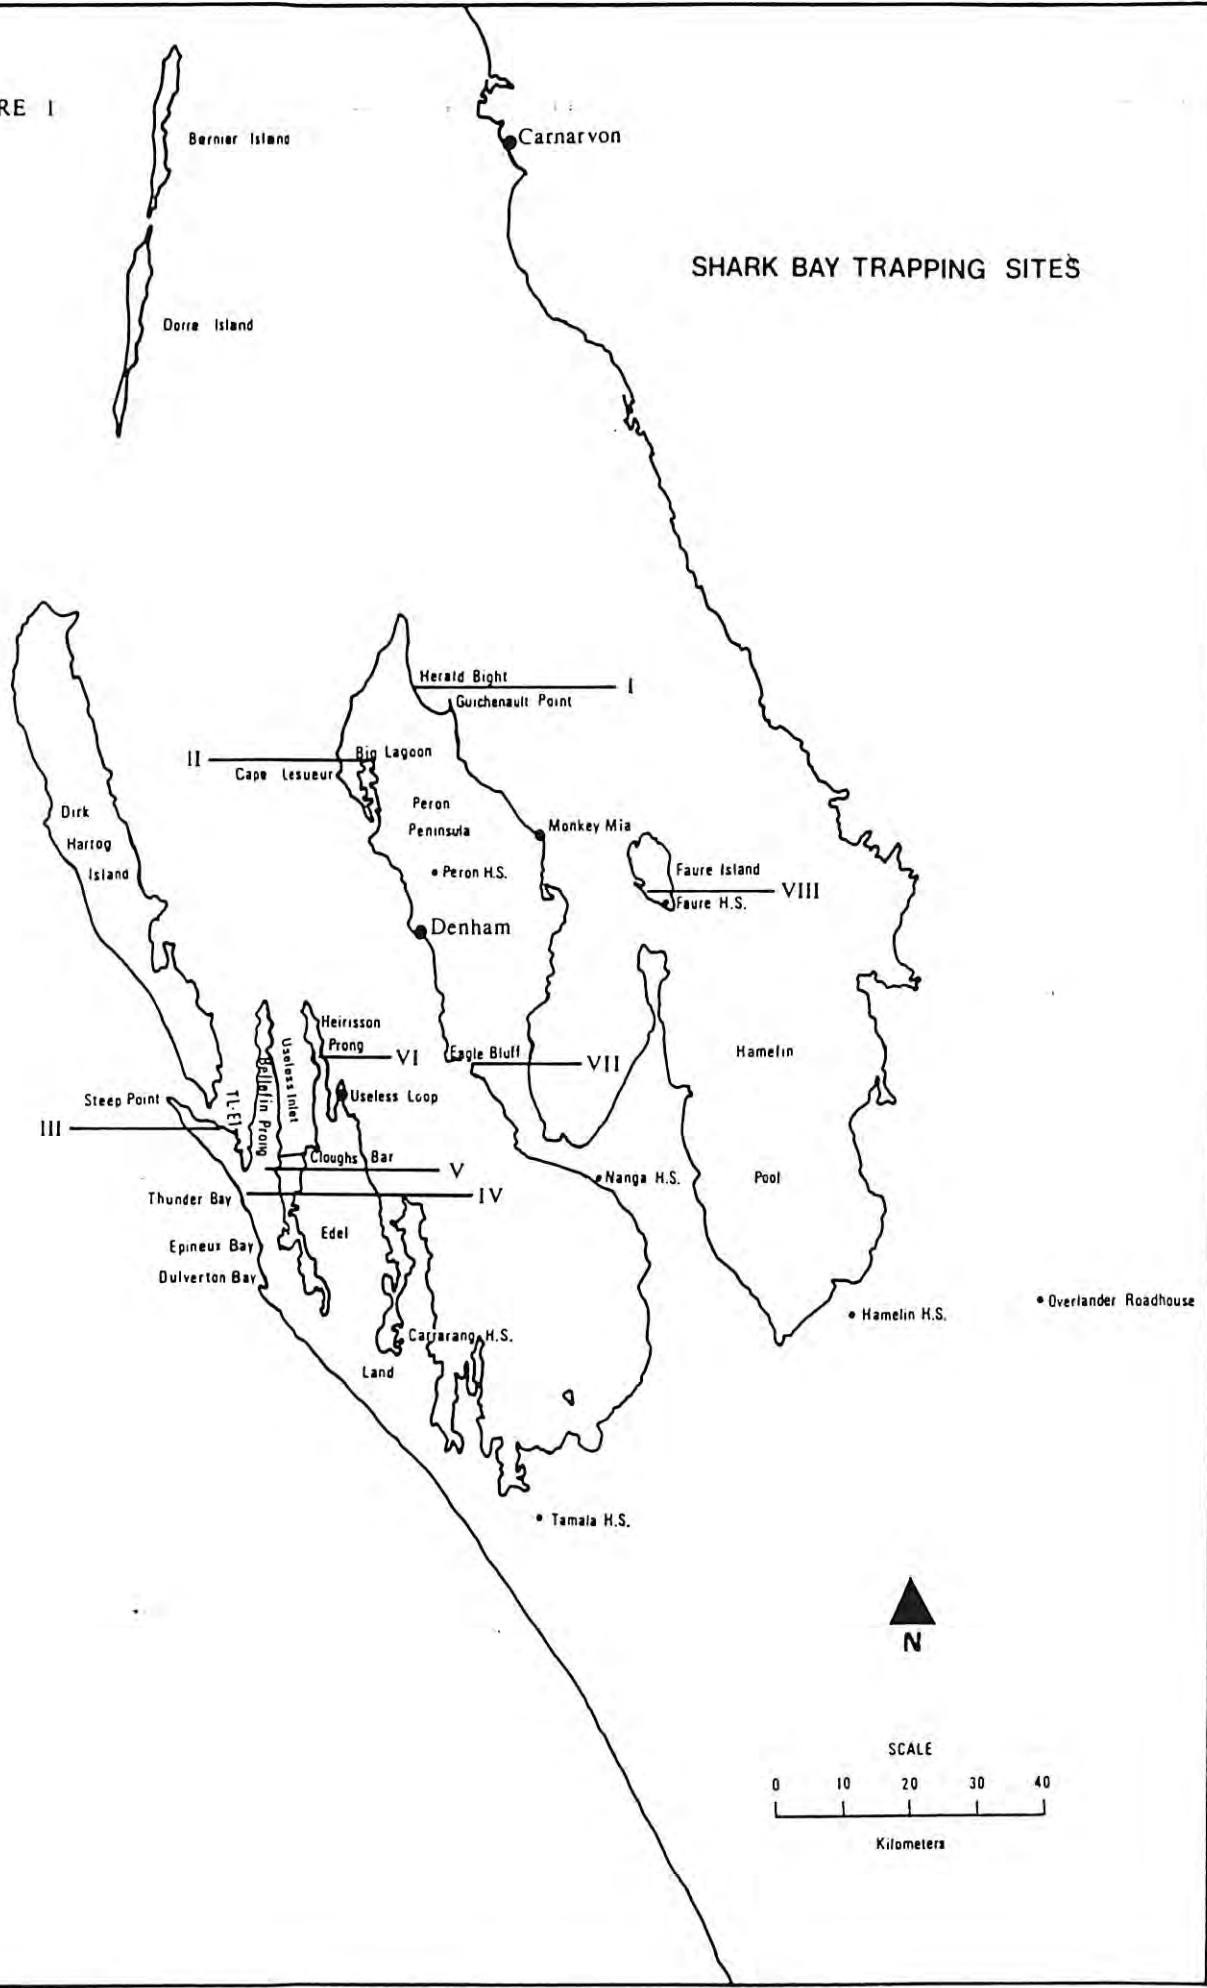 RE I
Bernier Island
Carnarvon
SHARK BAY TRAPPING SITES
Dorre Island
Herald Bight
I
Guichenault Point
II
Big Lagoon
Cape Lesueur
Peron
Peninsula
Dirk
Hartog
Island
Monkey Mia
Peron H.S.
Faure Island
VIII
Faure H.S.
Denham
Heirisson
Prong
VI
Useless Inlet
Bellefin Prong
Eagle Bluff
VII
Hamelin
Pool
Steep Point
TL-EI
Useless Loop
III
Cloughs Bar
V
Nanga H.S.
Thunder Bay
IV
Edel
Land
Epineux Bay
Dulverton Bay
Carrarang H.S.
Hamelin H.S.
Overlander Roadhouse
Tamala H.S.
N
SCALE
0 10 20 30 40
Kilometers